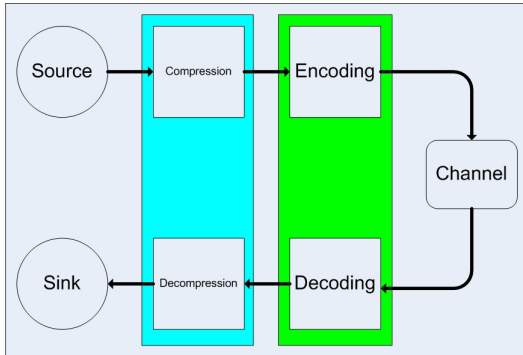 Source
Compression
Encoding
Channel
Decoding
Decompression
Sink